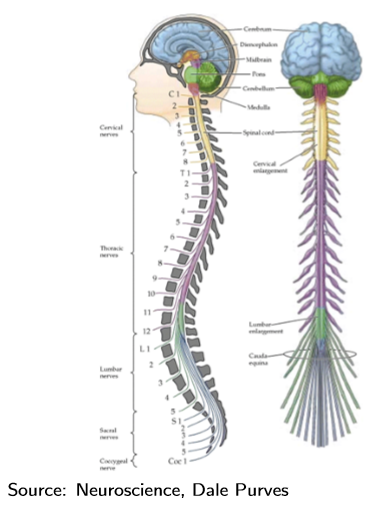 Cerebrum
Diencephalon
Midbrain
Pons
Cerebellum
Medulla
Spinal cord
Cervical
enlargement
Lumbar
enlargement
Cauda
equina
Cervical
nerves
C 1
2
3
4
5
6
7
8
Thoracic
nerves
T 1
2
3
4
5
6
7
8
9
10
11
12
Lumbar
nerves
L 1
2
3
4
5
Sacral
nerves
S 1
2
3
4
5
Coccygeal
nerve
Coc 1
Source: Neuroscience, Dale Purves